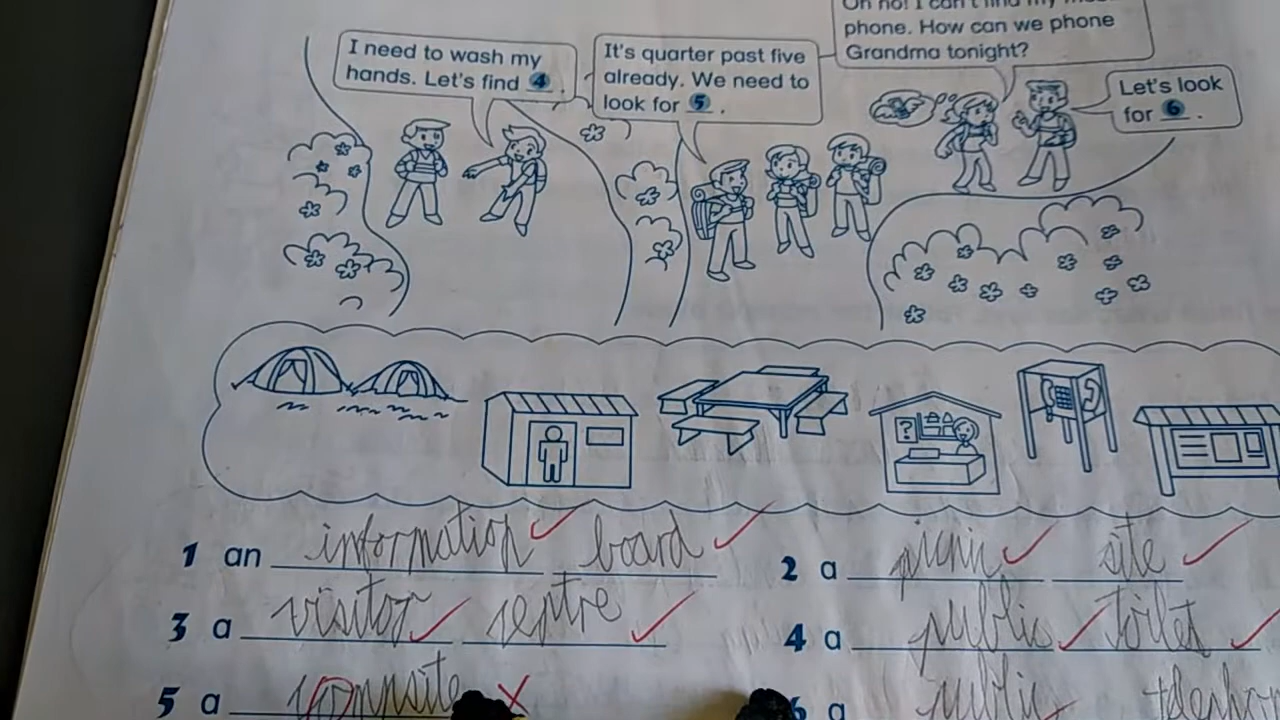 phone. How can we phone
Grandma tonight?
I need to wash my
hands. Let's find 4 .
It's quarter past five
already. We need to
look for 5 .
Let's look
for 6 .
?
1 an information board
2 a picnic site
3 a visitor centre
4 a public toilet
5 a
6 a public